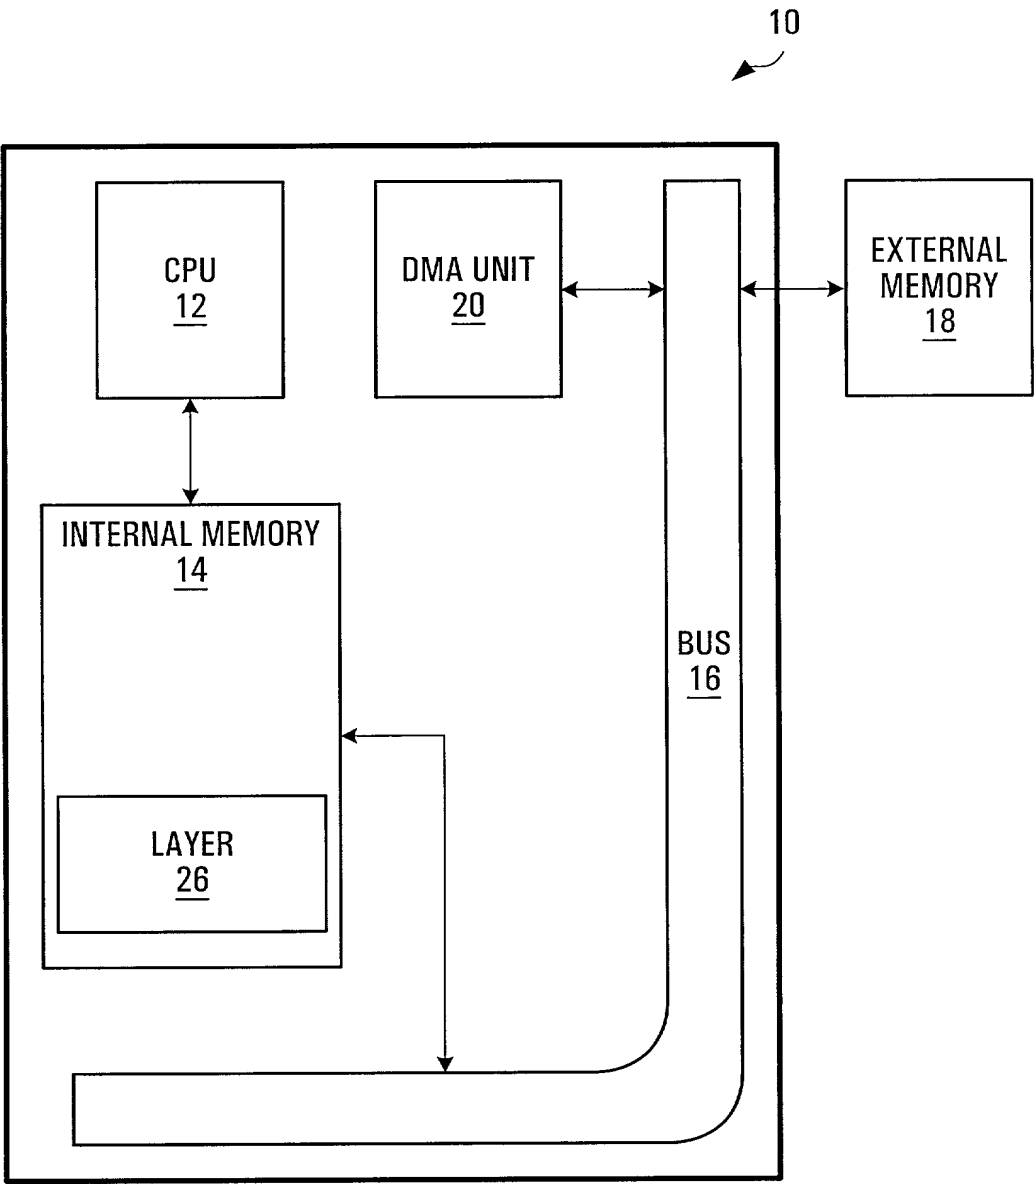 10
CPU
12
DMA UNIT
20
EXTERNAL
MEMORY
18
INTERNAL MEMORY
14
BUS
16
LAYER
26